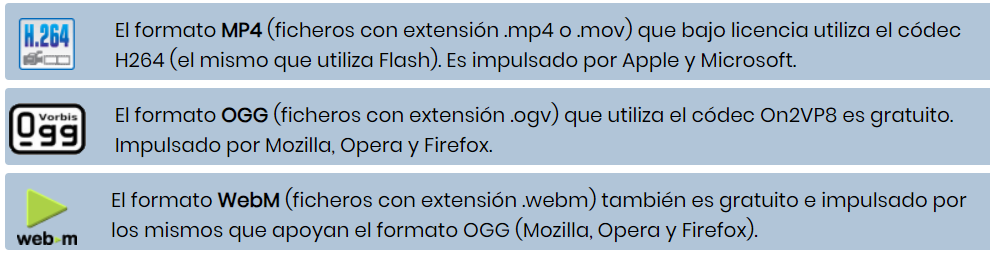 H.264
El formato MP4 (ficheros con extensión .mp4 o .mov) que bajo licencia utiliza el códec
H264 (el mismo que utiliza Flash). Es impulsado por Apple y Microsoft.
Vorbis
Ogg
El formato OGG (ficheros con extensión .ogv) que utiliza el códec On2VP8 es gratuito.
Impulsado por Mozilla, Opera y Firefox.
web-m
El formato WebM (ficheros con extensión .webm) también es gratuito e impulsado por
los mismos que apoyan el formato OGG (Mozilla, Opera y Firefox).